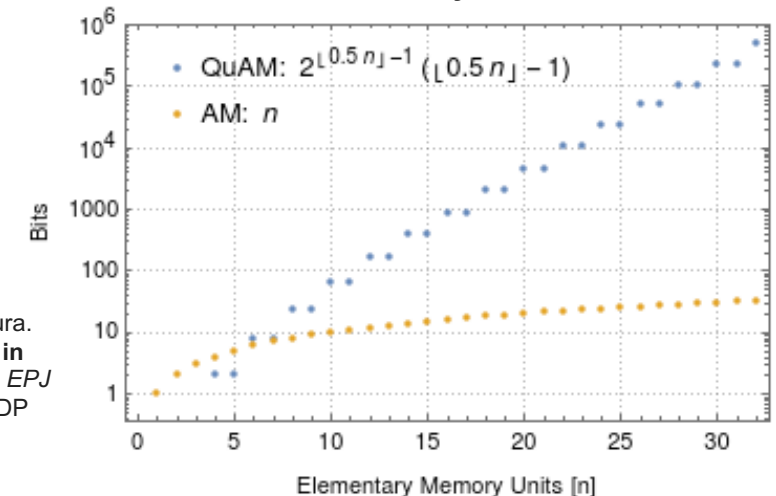 10^6
QuAM: 2^{⌊0.5 n⌋−1} (⌊0.5 n⌋ − 1)
10^5
AM: n
10^4
1000
Bits
100
10
1
0 5 10 15 20 25 30
Elementary Memory Units [n]
ura.
in
EPJ
DP